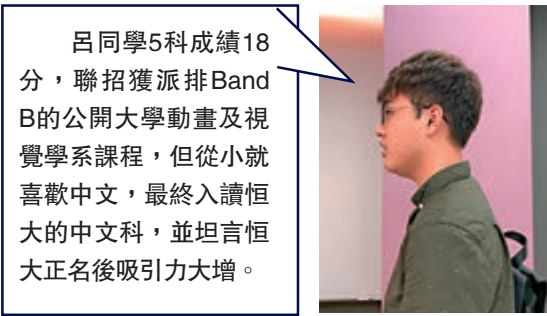 呂同學5科成績18
分，聯招獲派排Band
B的公開大學動畫及視
覺學系課程，但從小就
喜歡中文，最終入讀恒
大的中文科，並坦言恒
大正名後吸引力大增。